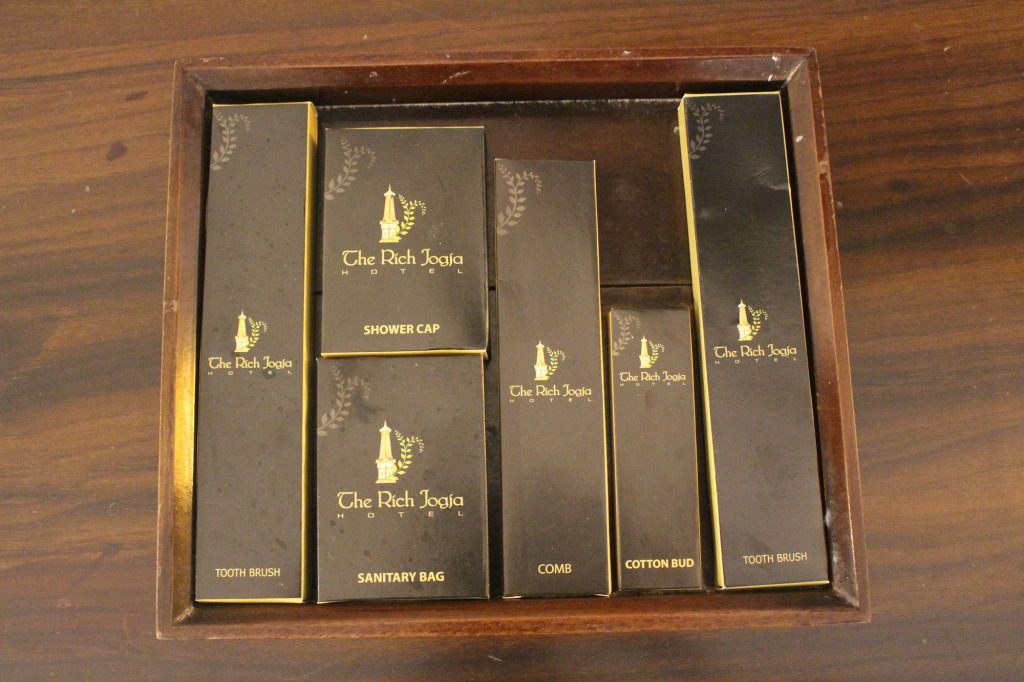 The Rich Jogja
HOTEL
TOOTH BRUSH
The Rich Jogja
HOTEL
SHOWER CAP
The Rich Jogja
HOTEL
SANITARY BAG
The Rich Jogja
HOTEL
COMB
The Rich Jogja
HOTEL
COTTON BUD
The Rich Jogja
HOTEL
TOOTH BRUSH